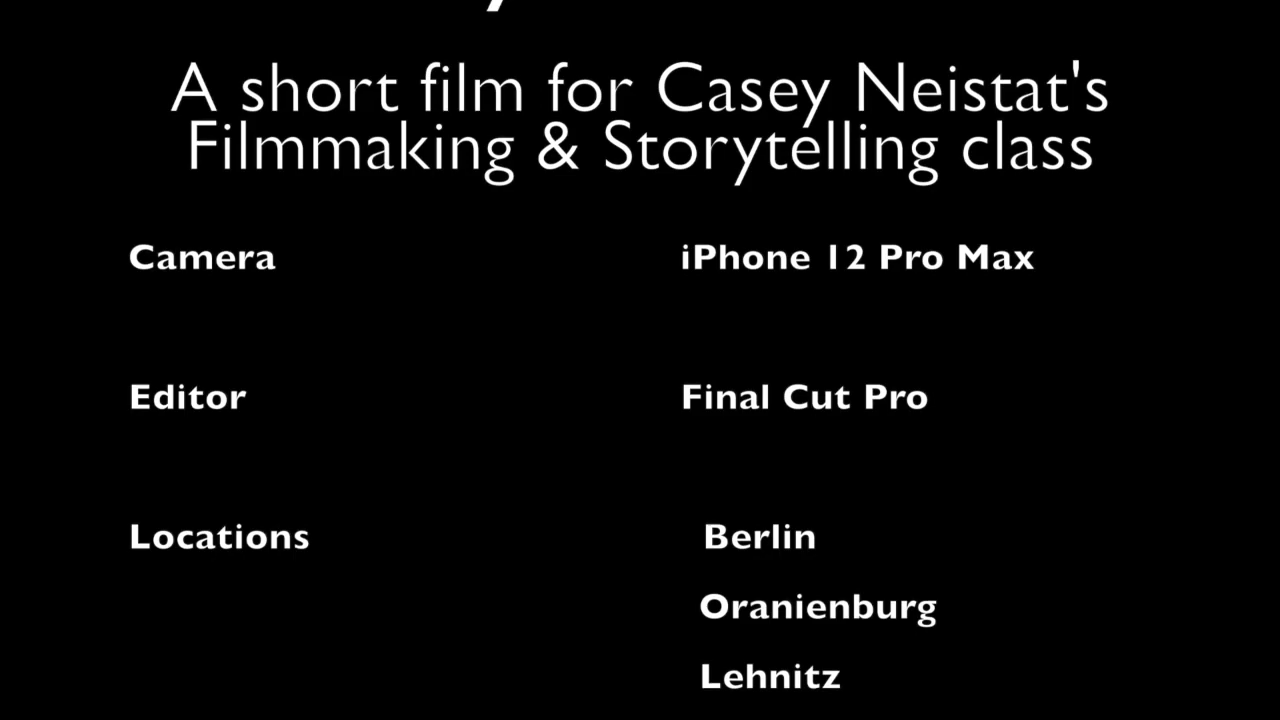 A short film for Casey Neistat's
Filmmaking & Storytelling class
Camera iPhone 12 Pro Max
Editor Final Cut Pro
Locations Berlin
Oranienburg
Lehnitz